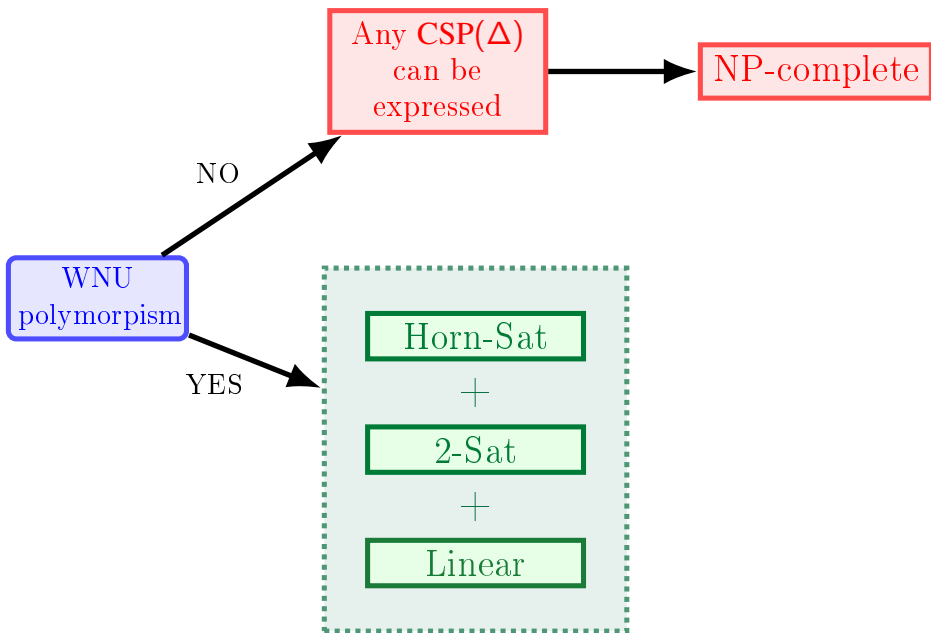 Any CSP(Δ)
can be
expressed
NP-complete
NO
WNU
polymorpism
YES
Horn-Sat
+
2-Sat
+
Linear